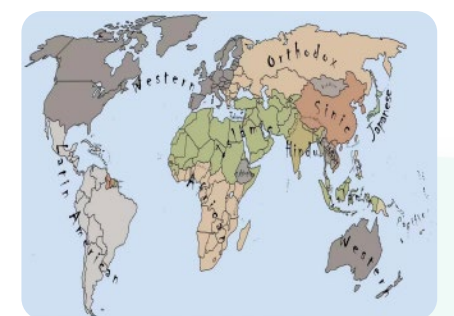 Orthodox
Western
Sinic
Japanese
Islamic
Hindu
African
Latin American
Western